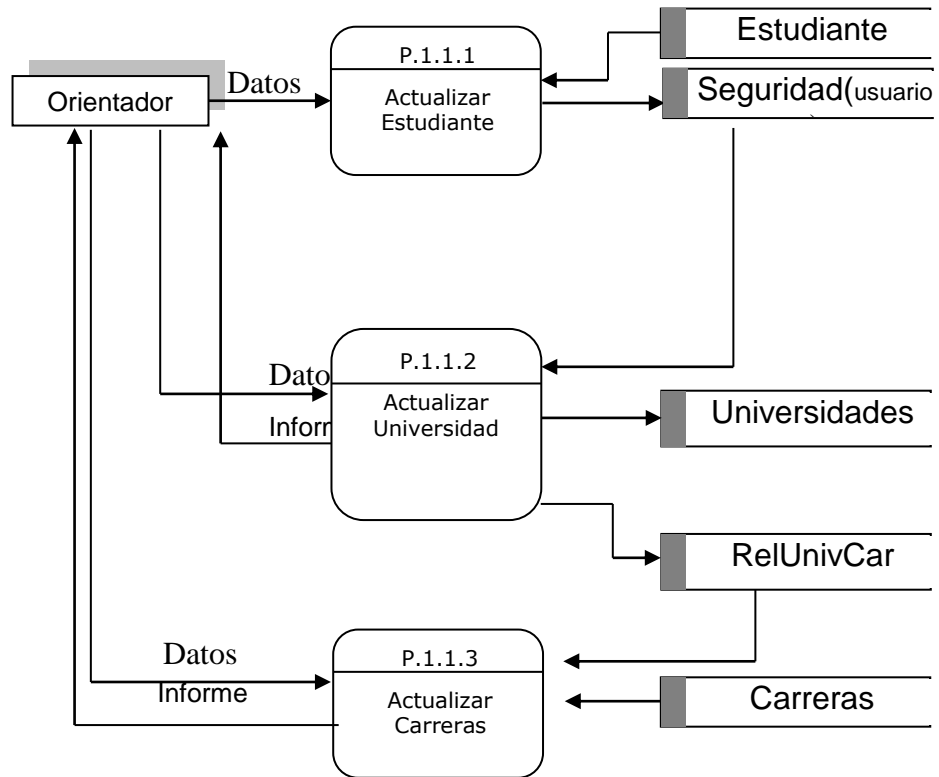 Estudiante
P.1.1.1
Datos
Seguridad(usuario
Orientador
Actualizar
Estudiante
P.1.1.2
Dato
Actualizar
Universidad
Universidades
Infor
RelUnivCar
Datos
P.1.1.3
Informe
Actualizar
Carreras
Carreras